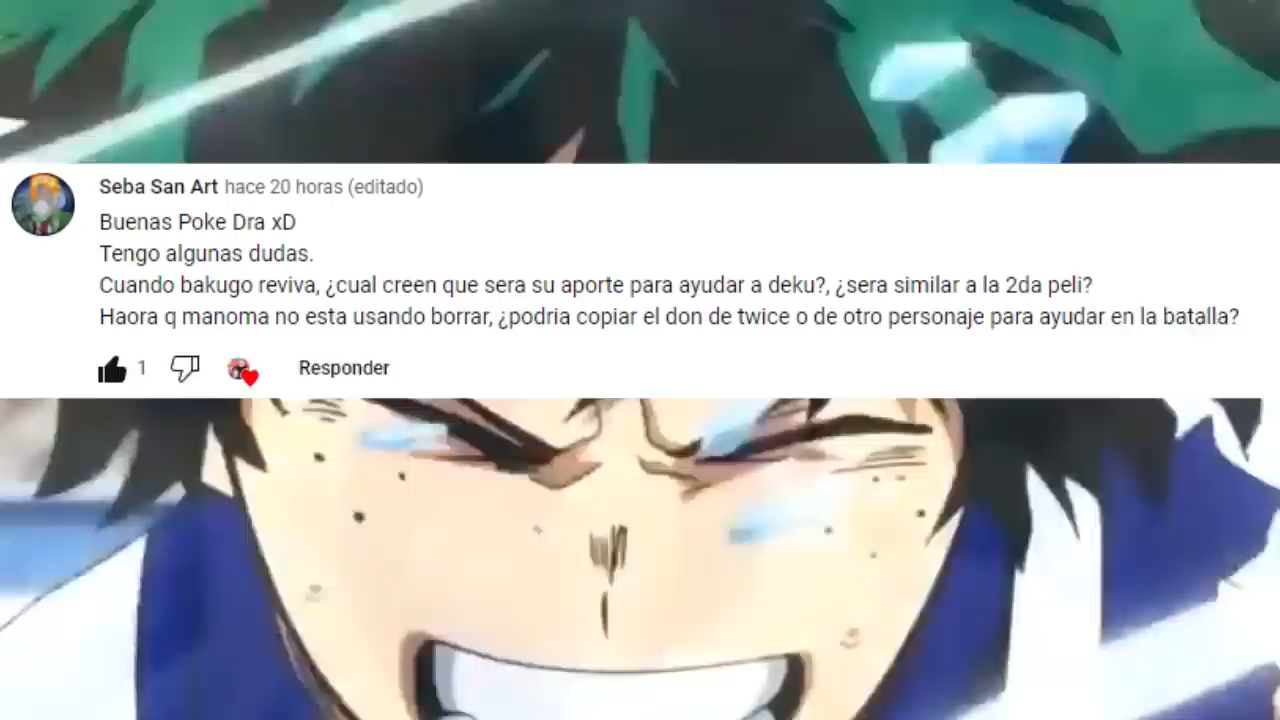 Seba San Art hace 20 horas (editado)
Buenas Poke Dra xD
Tengo algunas dudas.
Cuando bakugo reviva, ¿cual creen que sera su aporte para ayudar a deku?, ¿sera similar a la 2da peli?
Haora q manoma no esta usando borrar, ¿podria copiar el don de twice o de otro personaje para ayudar en la batalla?
1 Responder